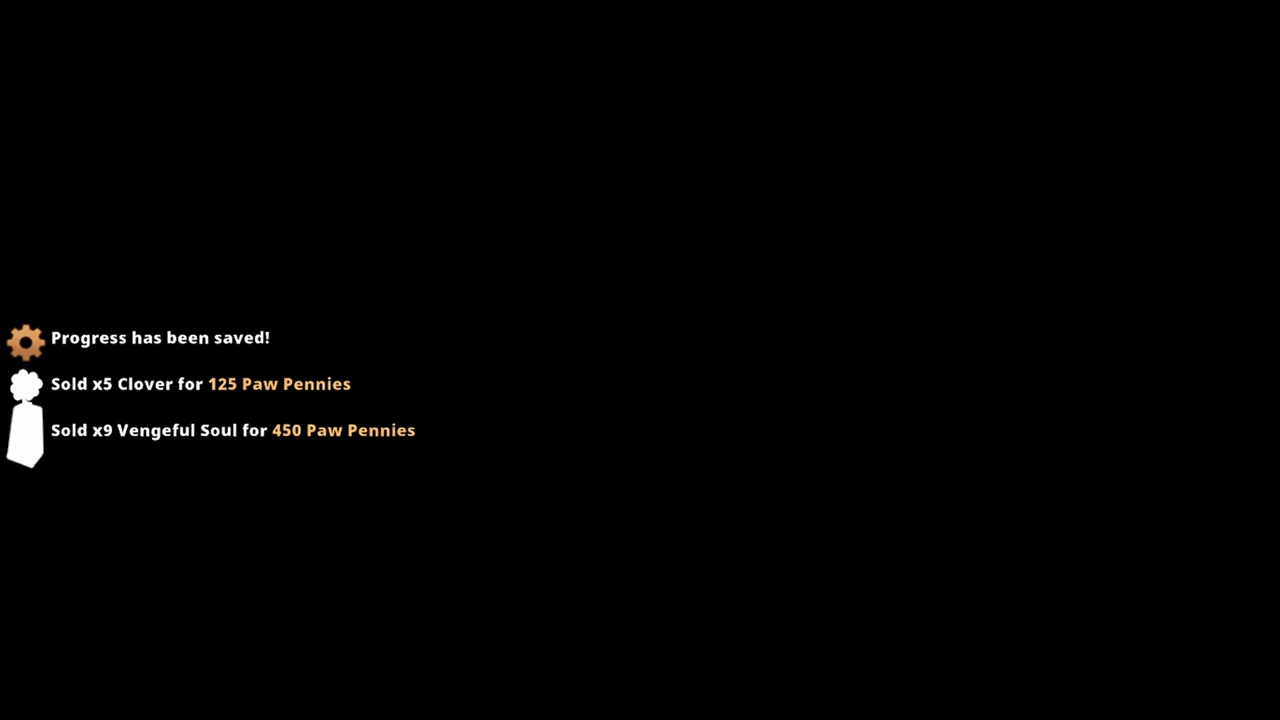 Progress has been saved!
Sold x5 Clover for 125 Paw Pennies
Sold x9 Vengeful Soul for 450 Paw Pennies